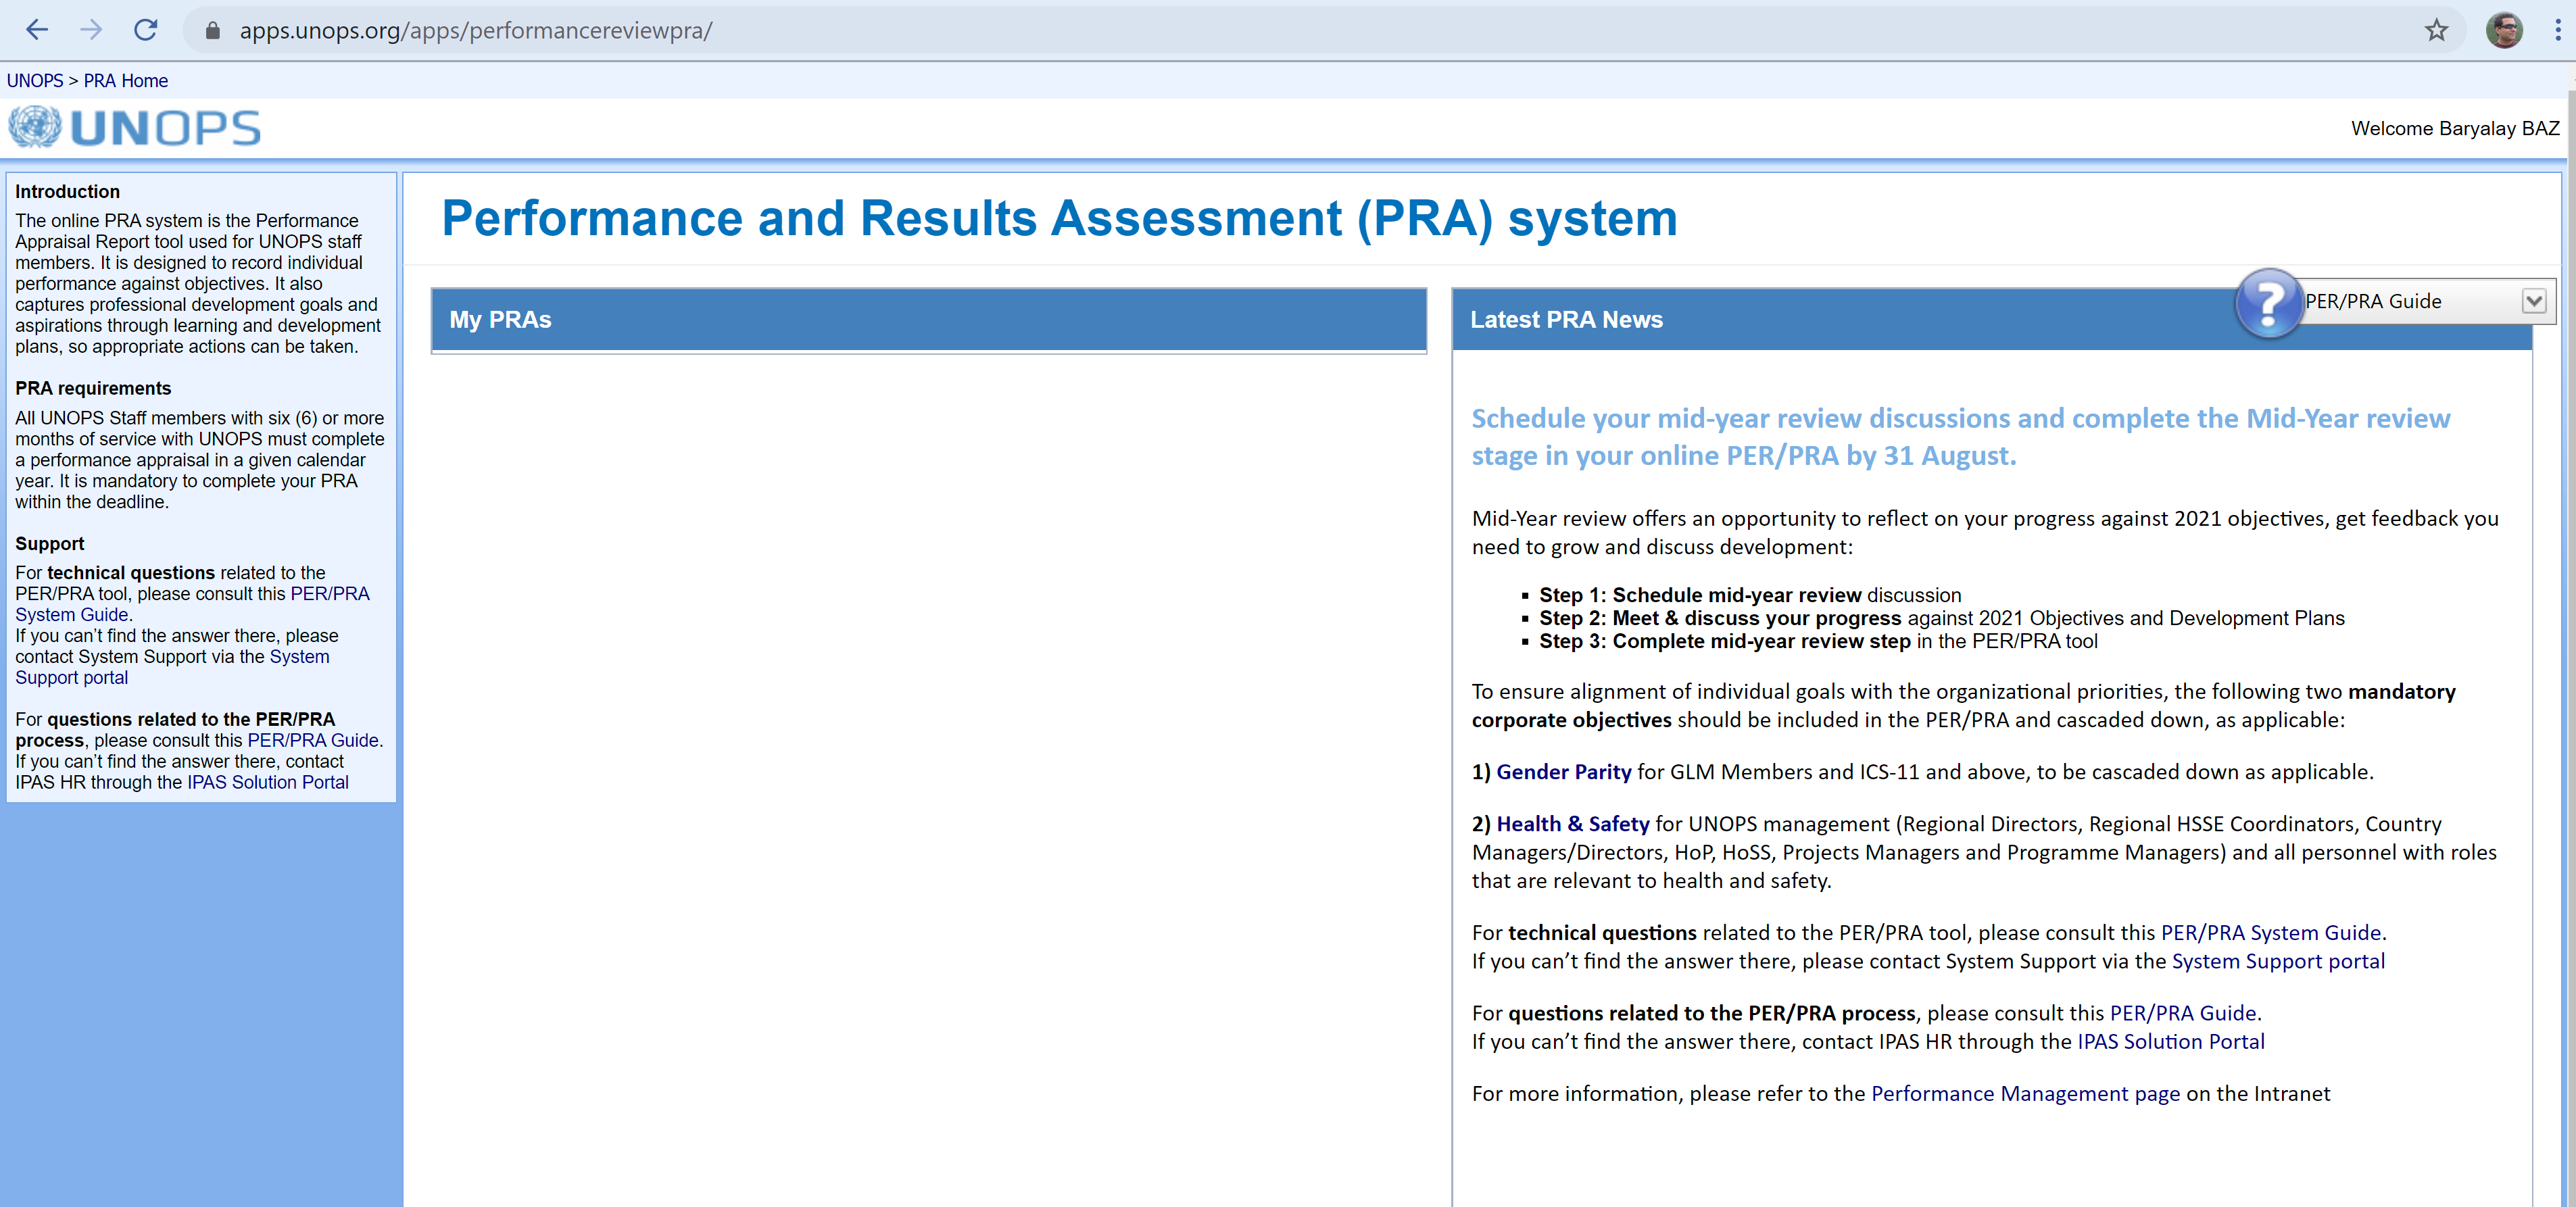 apps.unops.org/apps/performancereviewpra/
UNOPS > PRA Home
UNOPS
Welcome Baryalay BAZ
Introduction
The online PRA system is the Performance
Appraisal Report tool used for UNOPS staff
members. It is designed to record individual
performance against objectives. It also
captures professional development goals and
aspirations through learning and development
plans, so appropriate actions can be taken.
PRA requirements
All UNOPS Staff members with six (6) or more
months of service with UNOPS must complete
a performance appraisal in a given calendar
year. It is mandatory to complete your PRA
within the deadline.
Support
For technical questions related to the
PER/PRA tool, please consult this PER/PRA
System Guide.
If you can't find the answer there, please
contact System Support via the System
Support portal
For questions related to the PER/PRA
process, please consult this PER/PRA Guide.
If you can't find the answer there, contact
IPAS HR through the IPAS Solution Portal
Performance and Results Assessment (PRA) system
My PRAs
Latest PRA News
? PER/PRA Guide
Schedule your mid-year review discussions and complete the Mid-Year review
stage in your online PER/PRA by 31 August.
Mid-Year review offers an opportunity to reflect on your progress against 2021 objectives, get feedback you
need to grow and discuss development:
▪ Step 1: Schedule mid-year review discussion
▪ Step 2: Meet & discuss your progress against 2021 Objectives and Development Plans
▪ Step 3: Complete mid-year review step in the PER/PRA tool
To ensure alignment of individual goals with the organizational priorities, the following two mandatory
corporate objectives should be included in the PER/PRA and cascaded down, as applicable:
1) Gender Parity for GLM Members and ICS-11 and above, to be cascaded down as applicable.
2) Health & Safety for UNOPS management (Regional Directors, Regional HSSE Coordinators, Country
Managers/Directors, HoP, HoSS, Projects Managers and Programme Managers) and all personnel with roles
that are relevant to health and safety.
For technical questions related to the PER/PRA tool, please consult this PER/PRA System Guide.
If you can't find the answer there, please contact System Support via the System Support portal
For questions related to the PER/PRA process, please consult this PER/PRA Guide.
If you can't find the answer there, contact IPAS HR through the IPAS Solution Portal
For more information, please refer to the Performance Management page on the Intranet